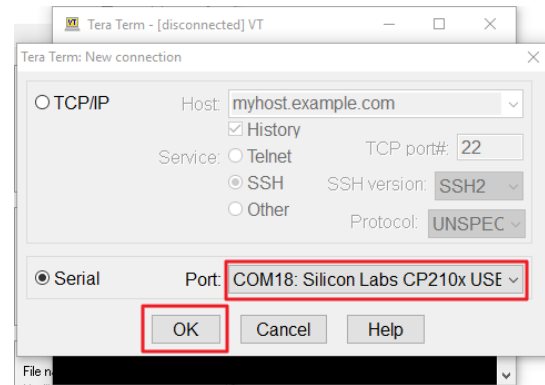 Tera Term - [disconnected] VT
Tera Term: New connection
TCP/IP
Host: myhost.example.com
History
Service: Telnet
TCP port#: 22
SSH
SSH version: SSH2
Other
Protocol: UNSPEC
Serial
Port: COM18: Silicon Labs CP210x USE
OK Cancel Help
File n